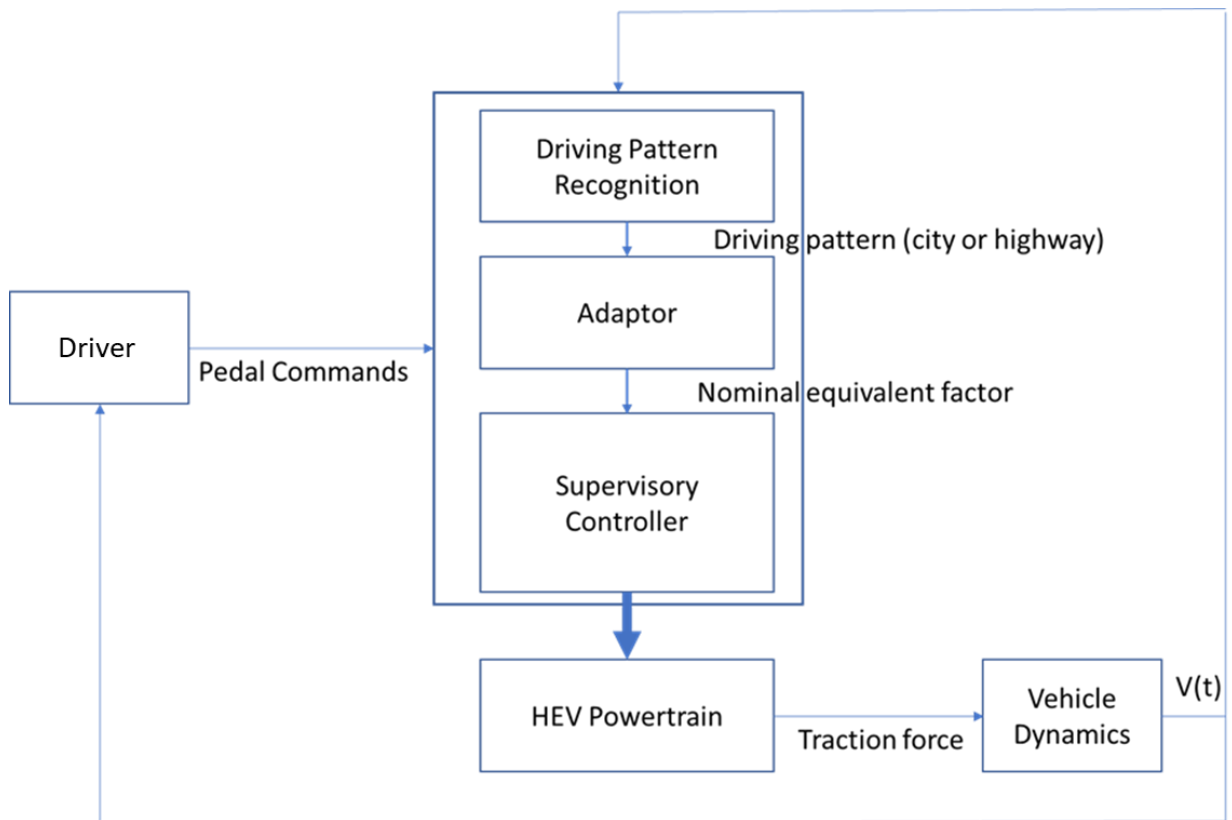 Driving Pattern
Recognition
Driving pattern (city or highway)
Adaptor
Driver
Pedal Commands
Nominal equivalent factor
Supervisory
Controller
HEV Powertrain
Traction force
Vehicle
Dynamics
V(t)